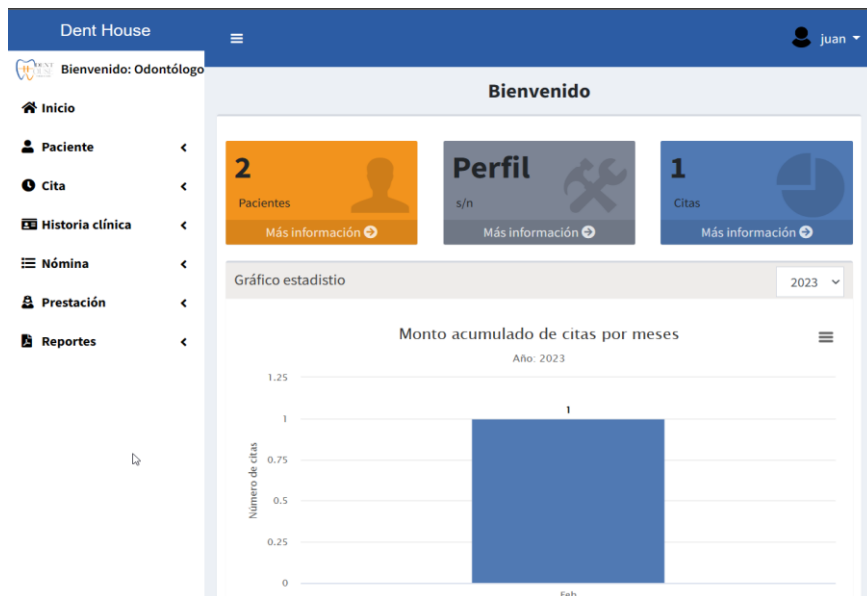 Dent House
juan
DENT
HOUSE
Bienvenido: Odontólogo
Inicio
Paciente
Cita
Historia clínica
Nómina
Prestación
Reportes
Bienvenido
2
Pacientes
Más información
Perfil
s/n
Más información
1
Citas
Más información
Gráfico estadistio
2023
Monto acumulado de citas por meses
Año: 2023
Número de citas
1.25
1
0.75
0.5
0.25
0
1
Feb